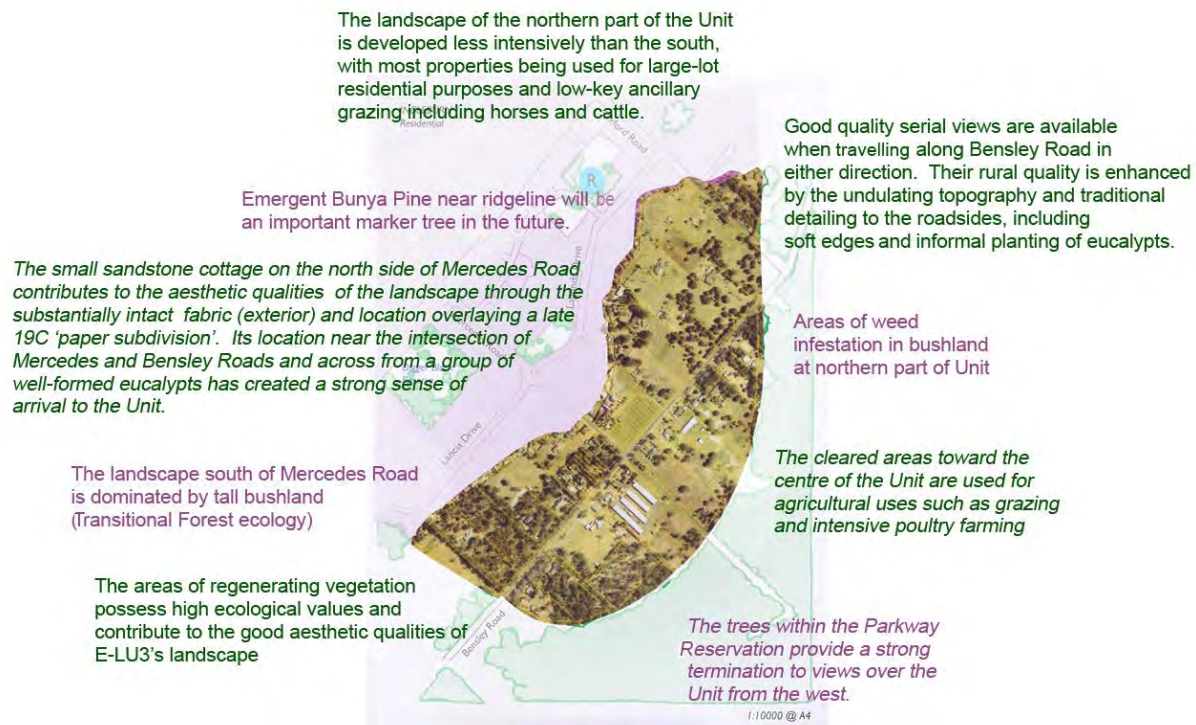 The landscape of the northern part of the Unit
is developed less intensively than the south,
with most properties being used for large-lot
residential purposes and low-key ancillary
grazing including horses and cattle.
Residential
Good quality serial views are available
when travelling along Bensley Road in
either direction.  Their rural quality is enhanced
by the undulating topography and traditional
detailing to the roadsides, including
soft edges and informal planting of eucalypts.
R
Emergent Bunya Pine near ridgeline will be
an important marker tree in the future.
The small sandstone cottage on the north side of Mercedes Road
contributes to the aesthetic qualities  of the landscape through the
substantially intact  fabric (exterior) and location overlaying a late
19C ‘paper subdivision’.  Its location near the intersection of
Mercedes and Bensley Roads and across from a group of
well-formed eucalypts has created a strong sense of
arrival to the Unit.
Areas of weed
infestation in bushland
at northern part of Unit
Lancia Drive
The landscape south of Mercedes Road
is dominated by tall bushland
(Transitional Forest ecology)
The cleared areas toward the
centre of the Unit are used for
agricultural uses such as grazing
and intensive poultry farming
The areas of regenerating vegetation
possess high ecological values and
contribute to the good aesthetic qualities of
E-LU3’s landscape
Bensley Road
The trees within the Parkway
Reservation provide a strong
termination to views over the
Unit from the west.
1:10000 @ A4